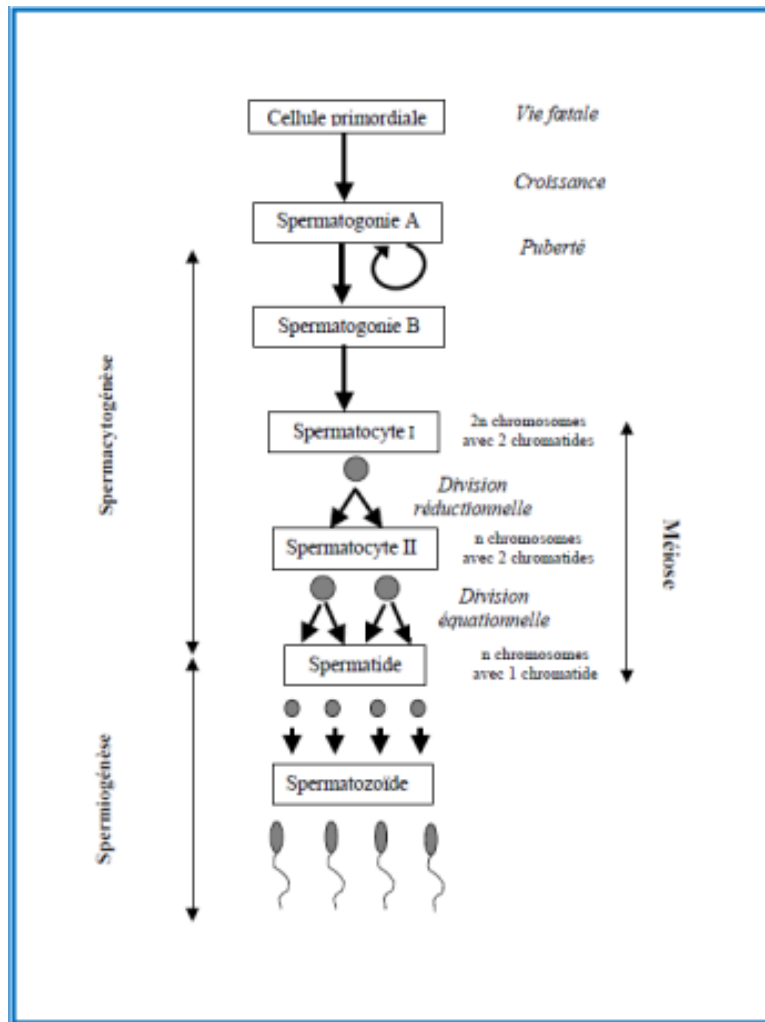 Cellule primordiale
Vie fœtale
Croissance
Spermatogonie A
Puberté
Spermatogonie B
Spermacytogénèse
Spermatocyte I
2n chromosomes
avec 2 chromatides
Division
réductionnelle
Spermatocyte II
n chromosomes
avec 2 chromatides
Méiose
Division
équationnelle
Spermatide
n chromosomes
avec 1 chromatide
Spermatozoïde
Spermiogénèse